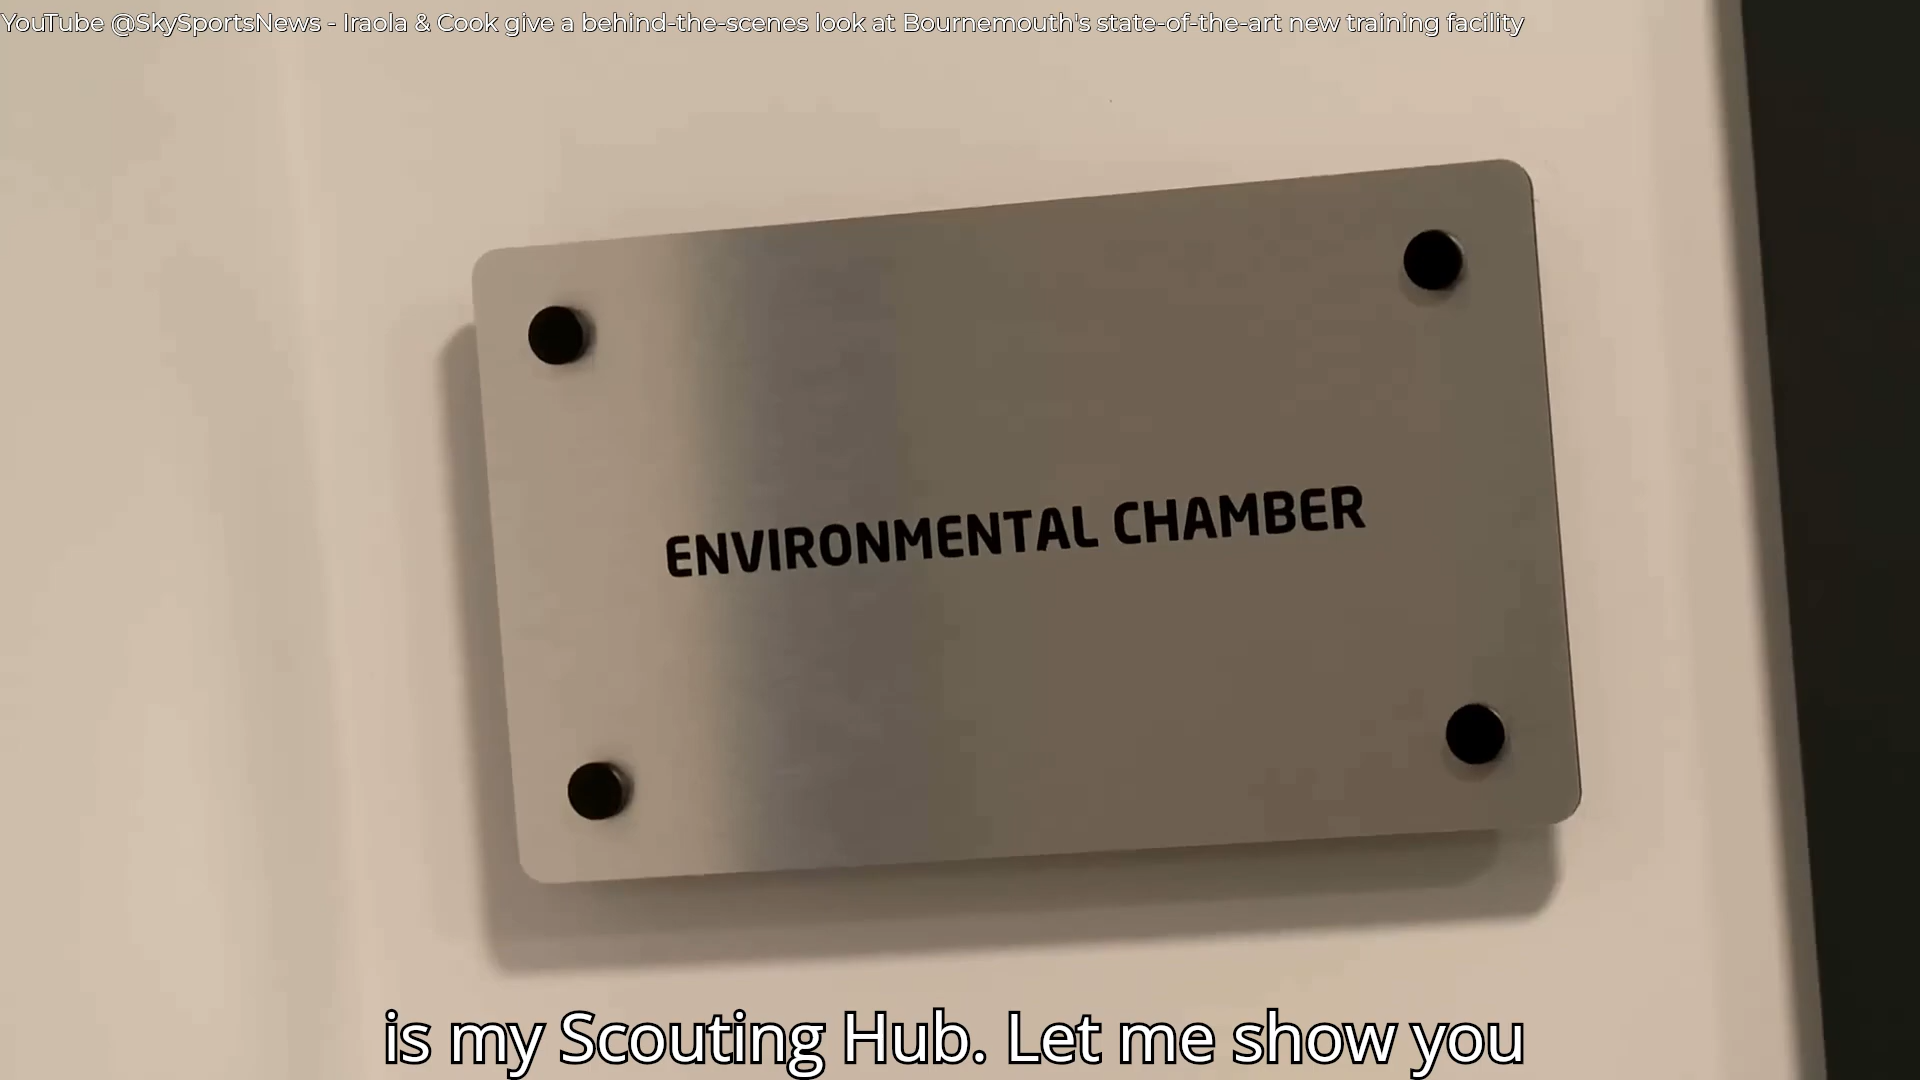 YouTube @SkySportsNews - Iraola & Cook give a behind-the-scenes look at Bournemouth's state-of-the-art new training facility
ENVIRONMENTAL CHAMBER
is my Scouting Hub. Let me show you